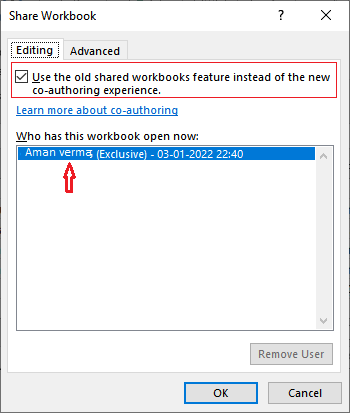 Share Workbook ? ×
Editing Advanced
Use the old shared workbooks feature instead of the new
co-authoring experience.
Learn more about co-authoring
Who has this workbook open now:
Aman verma (Exclusive) - 03-01-2022 22:40
Remove User
OK Cancel